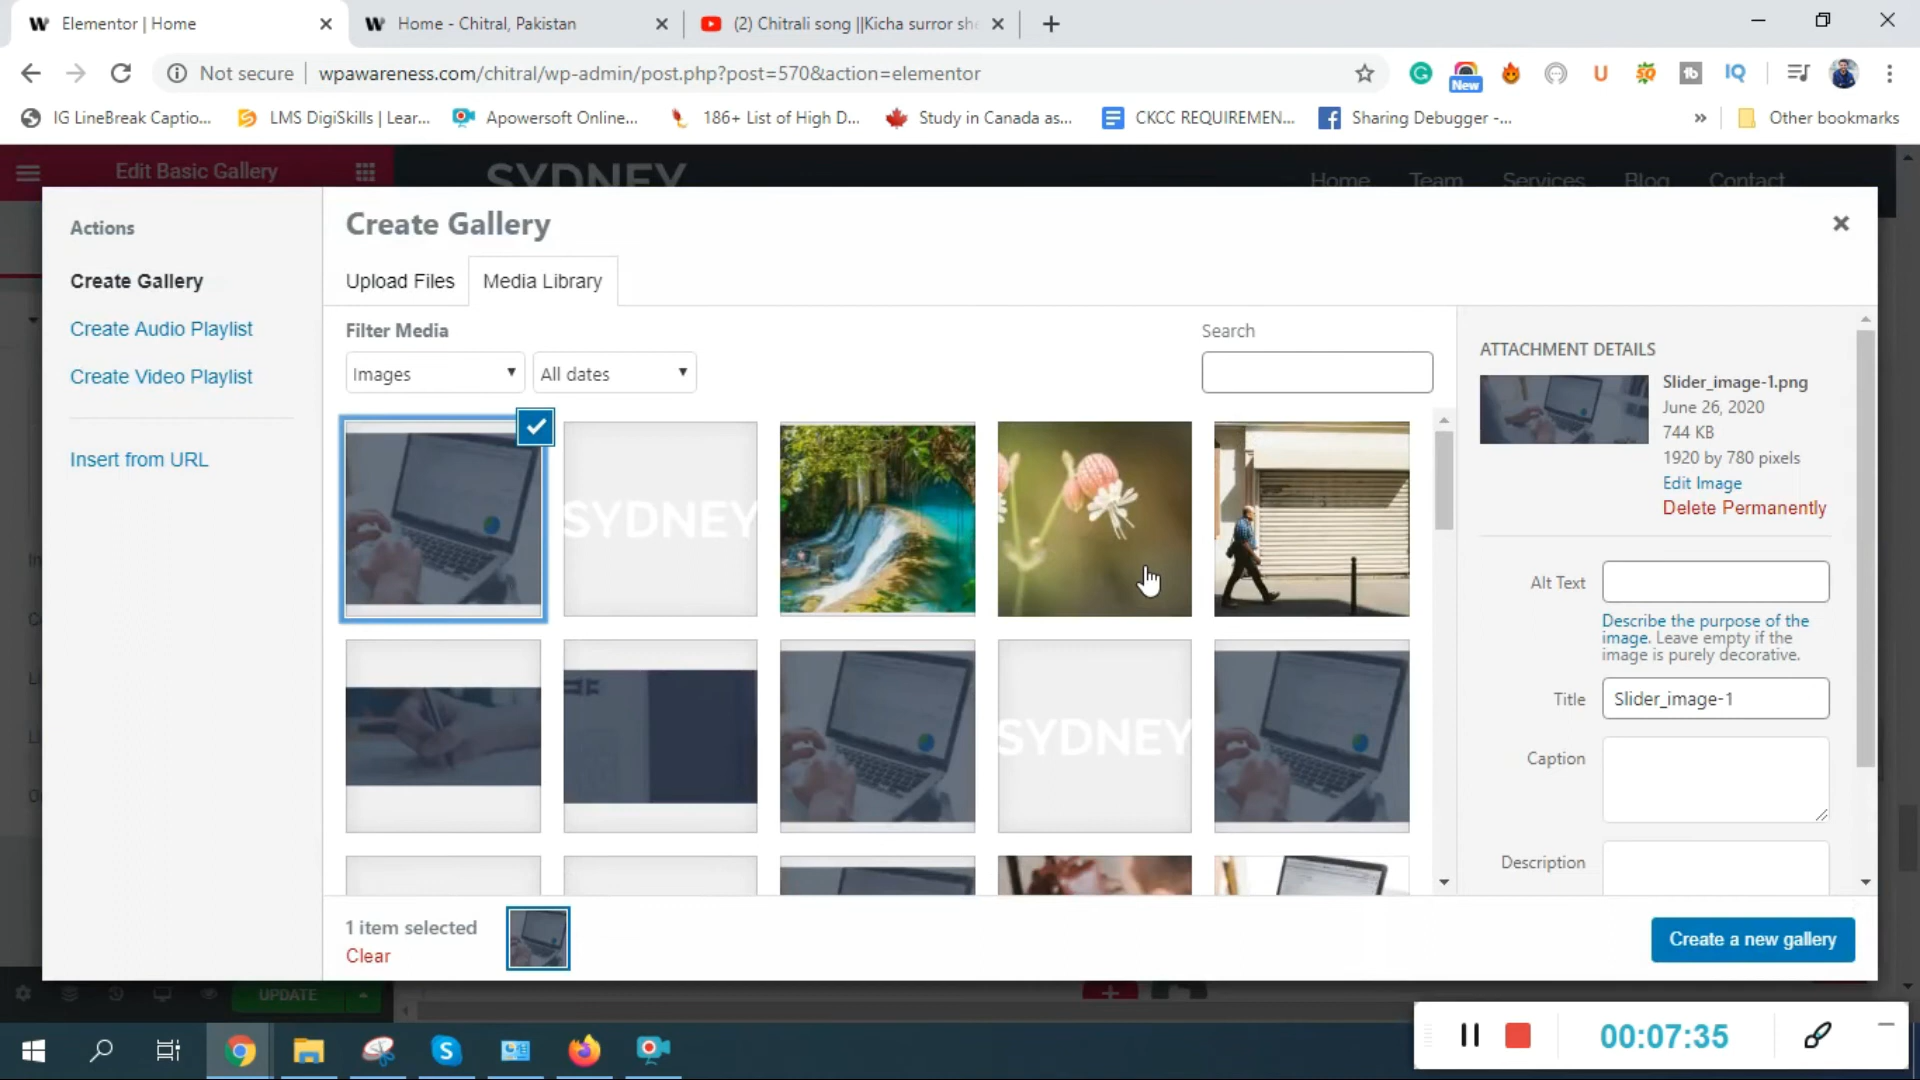 Elementor | Home
Home - Chitral, Pakistan
(2) Chitrali song ||Kicha surror sh
Not secure
wpawareness.com/chitral/wp-admin/post.php?post=570&action=elementor
New
IG LineBreak Captio...
LMS DigiSkills | Lear...
Apowersoft Online...
186+ List of High D...
Study in Canada as...
CKCC REQUIREMEN...
Sharing Debugger -...
Other bookmarks
Edit Basic Gallery
SYDNEY
Home
Team
Services
Blog
Contact
Actions
Create Gallery
Create Audio Playlist
Create Video Playlist
Insert from URL
Create Gallery
Upload Files
Media Library
Filter Media
Images
All dates
Search
SYDNEY
SYDNEY
ATTACHMENT DETAILS
Slider_image-1.png
June 26, 2020
744 KB
1920 by 780 pixels
Edit Image
Delete Permanently
Alt Text
Describe the purpose of the
image. Leave empty if the
image is purely decorative.
Title
Slider_image-1
Caption
Description
1 item selected
Clear
Create a new gallery
UPDATE
00:07:35